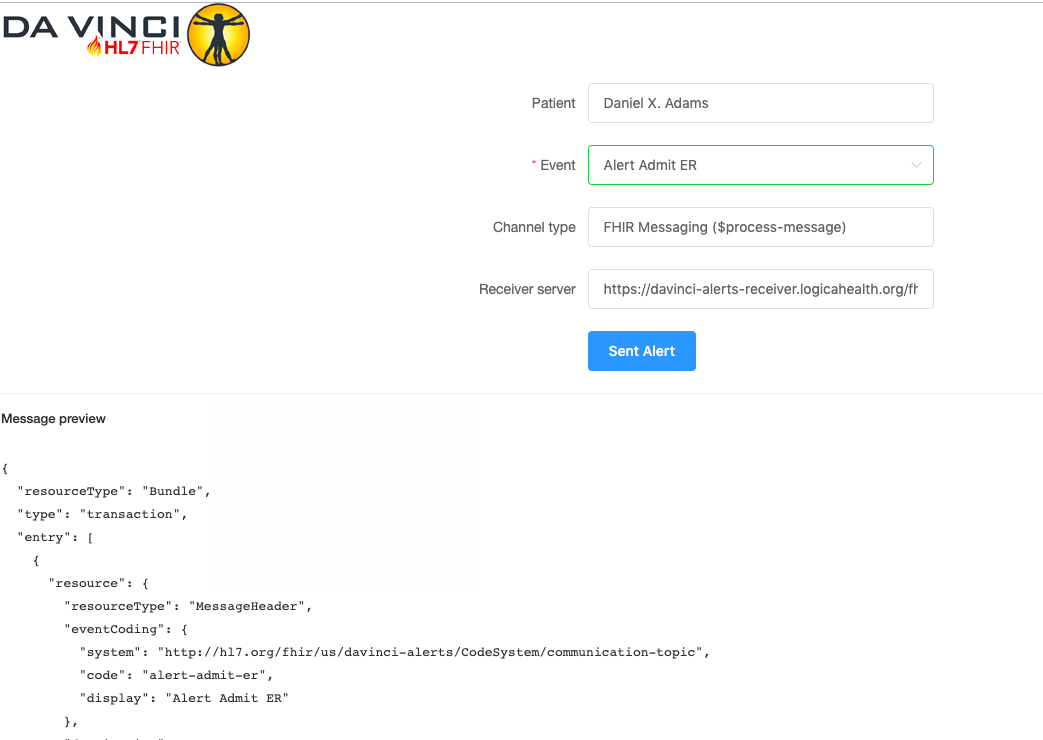 DA VINCI
HL7 FHIR
Patient
Daniel X. Adams
* Event
Alert Admit ER
Channel type
FHIR Messaging ($process-message)
Receiver server
https://davinci-alerts-receiver.logicahealth.org/fh
Sent Alert
Message preview
{
"resourceType": "Bundle",
"type": "transaction",
"entry": [
{
"resource": {
"resourceType": "MessageHeader",
"eventCoding": {
"system": "http://hl7.org/fhir/us/davinci-alerts/CodeSystem/communication-topic",
"code": "alert-admit-er",
"display": "Alert Admit ER"
},